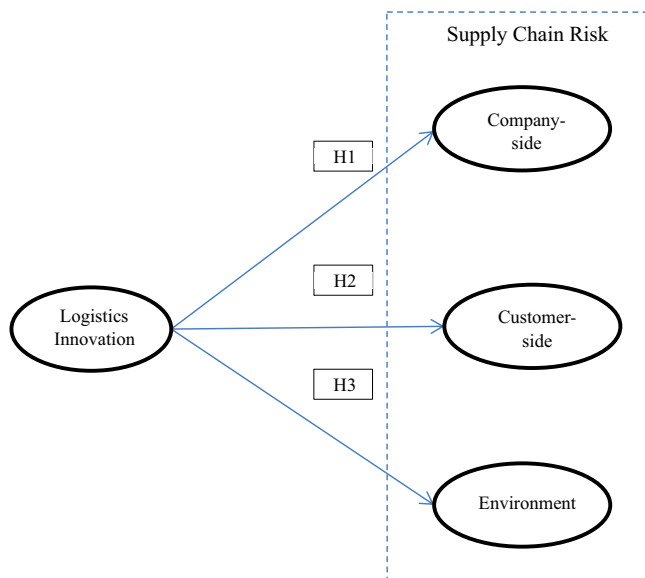 Supply Chain Risk
Company-
side
H1
H2
Logistics
Innovation
Customer-
side
H3
Environment